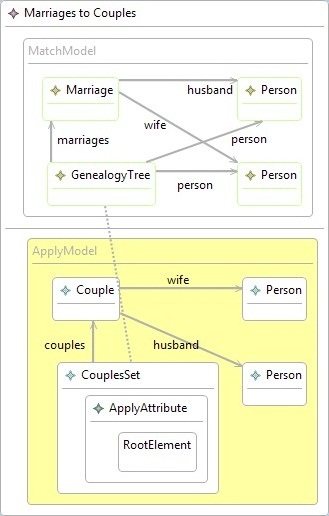 Marriages to Couples
MatchModel
Marriage
husband
Person
wife
marriages
person
GenealogyTree
person
Person
ApplyModel
Couple
wife
Person
couples
husband
CouplesSet
Person
ApplyAttribute
RootElement